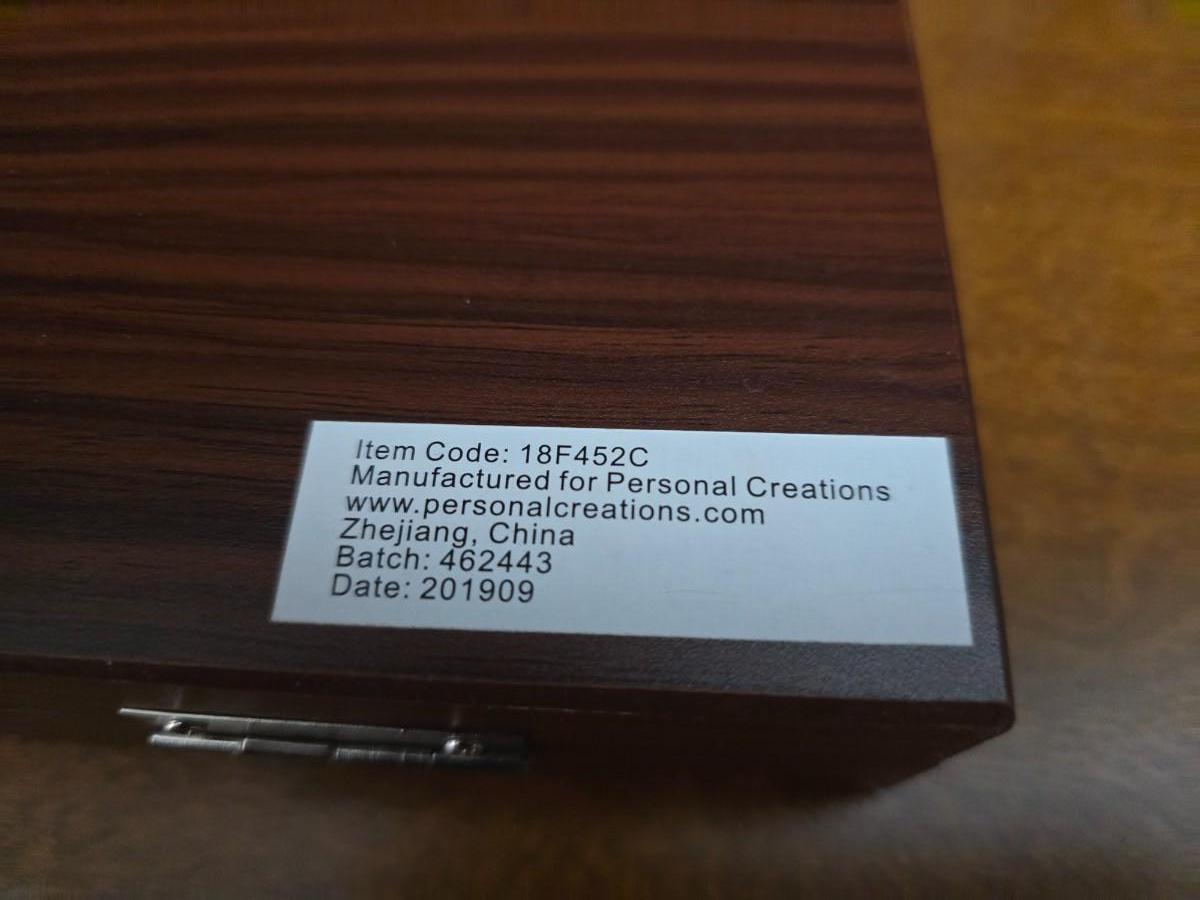 Item Code: 18F452C
Manufactured for Personal Creations
www.personalcreations.com
Zhejiang, China
Batch: 462443
Date: 201909